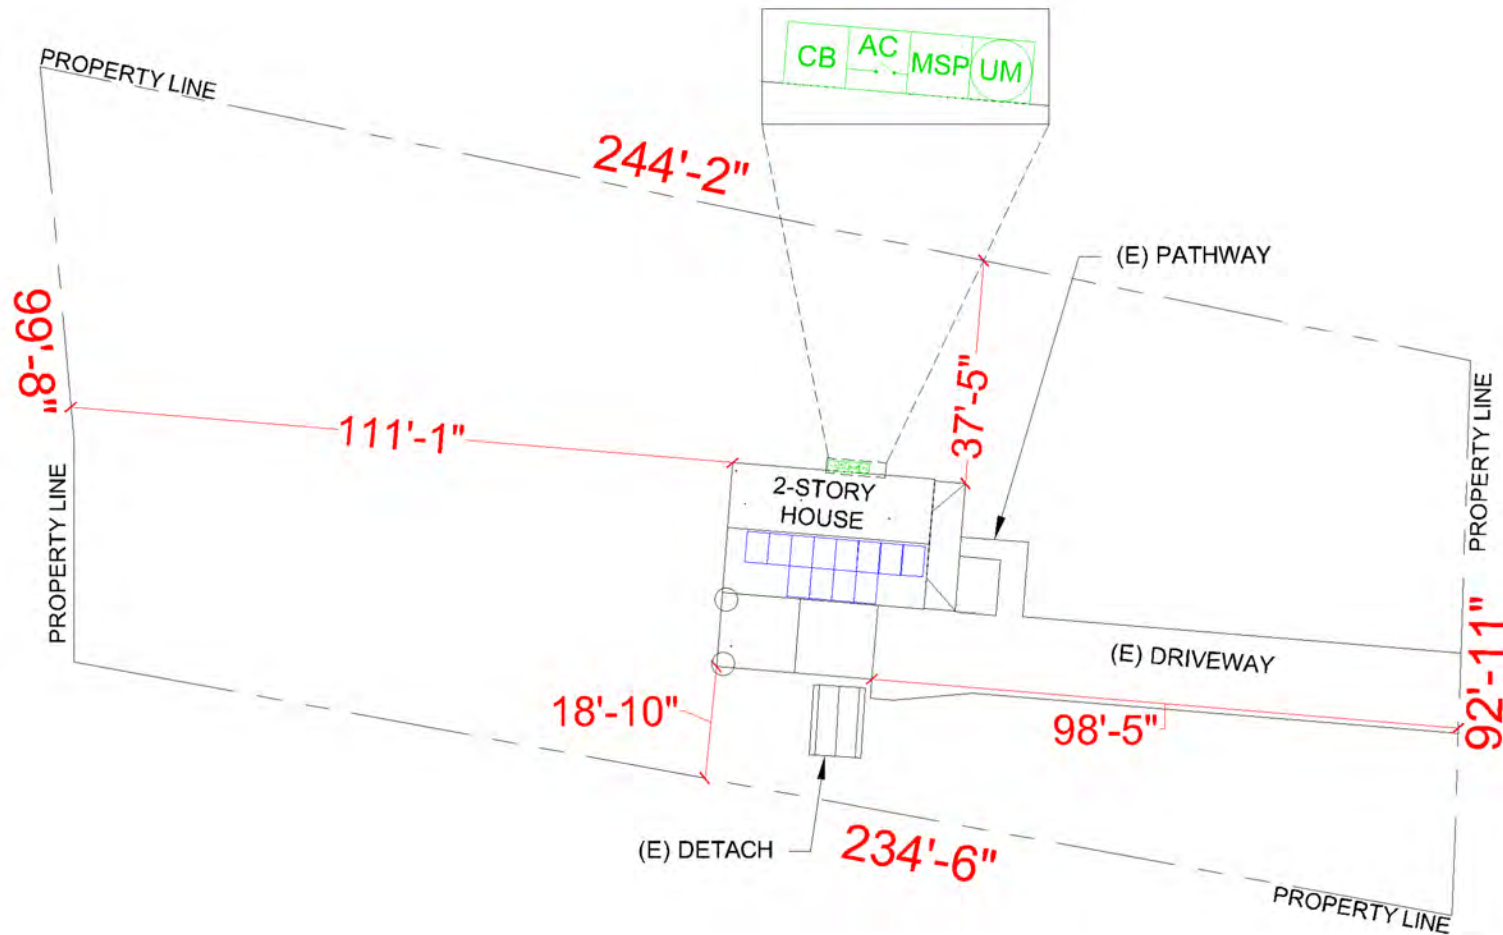 CB
AC
MSP
UM
PROPERTY LINE
244'-2"
(E) PATHWAY
99'-8"
37'-5"
111'-1"
PROPERTY LINE
2-STORY
HOUSE
PROPERTY LINE
(E) DRIVEWAY
92'-11"
18'-10"
98'-5"
(E) DETACH
234'-6"
PROPERTY LINE